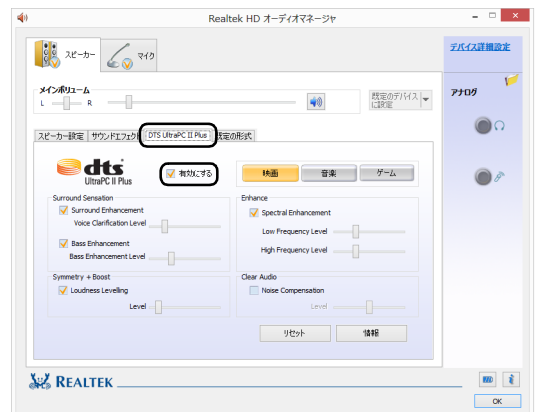 Realtek HD オーディオマネージャ
スピーカー
マイク
デバイス詳細設定
メインボリューム
L
R
既定のデバイス
に設定
アナログ
スピーカー設定
サウンドエフェクト
DTS UltraPC II Plus
既定の形式
dts
UltraPC II Plus
有効にする
映画
音楽
ゲーム
Surround Sensation
Surround Enhancement
Voice Clarification Level
Bass Enhancement
Bass Enhancement Level
Enhance
Spectral Enhancement
Low Frequency Level
High Frequency Level
Symmetry + Boost
Loudness Levelling
Level
Clear Audio
Noise Compensation
Level
リセット
情報
REALTEK
OK